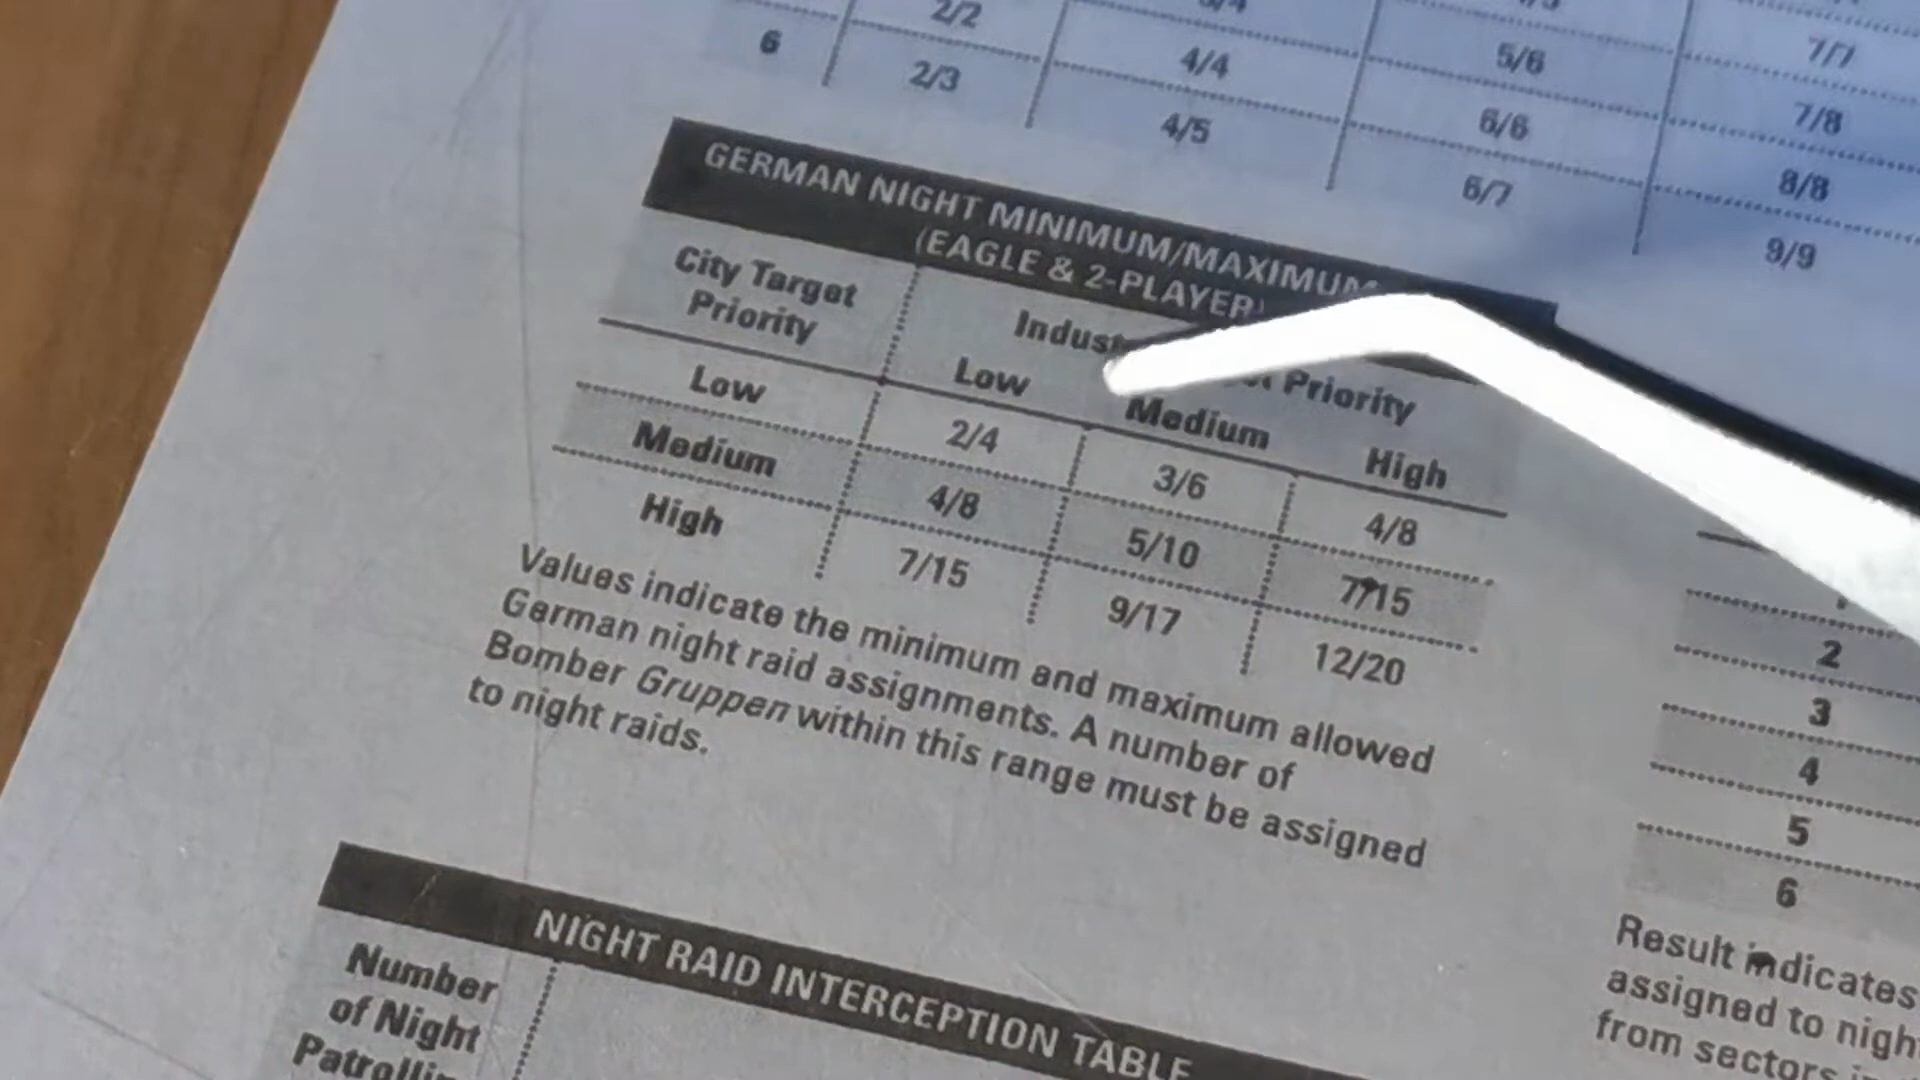 2/2
6 2/3 4/4 5/6 7/7
4/5 6/6 7/8
6/7 8/8
9/9
GERMAN NIGHT MINIMUM/MAXIMUM
(EAGLE & 2-PLAYER)
City Target Priority
Priority
Low Medium High
Low 2/4 3/6 4/8
Medium 4/8 5/10 7/15
High 7/15 9/17 12/20
Values indicate the minimum and maximum allowed
German night raid assignments. A number of
Bomber Gruppen within this range must be assigned
to night raids.
NIGHT RAID INTERCEPTION TABLE
Number
of Night
2
3
4
5
6
Result indicates
assigned to
from sectors